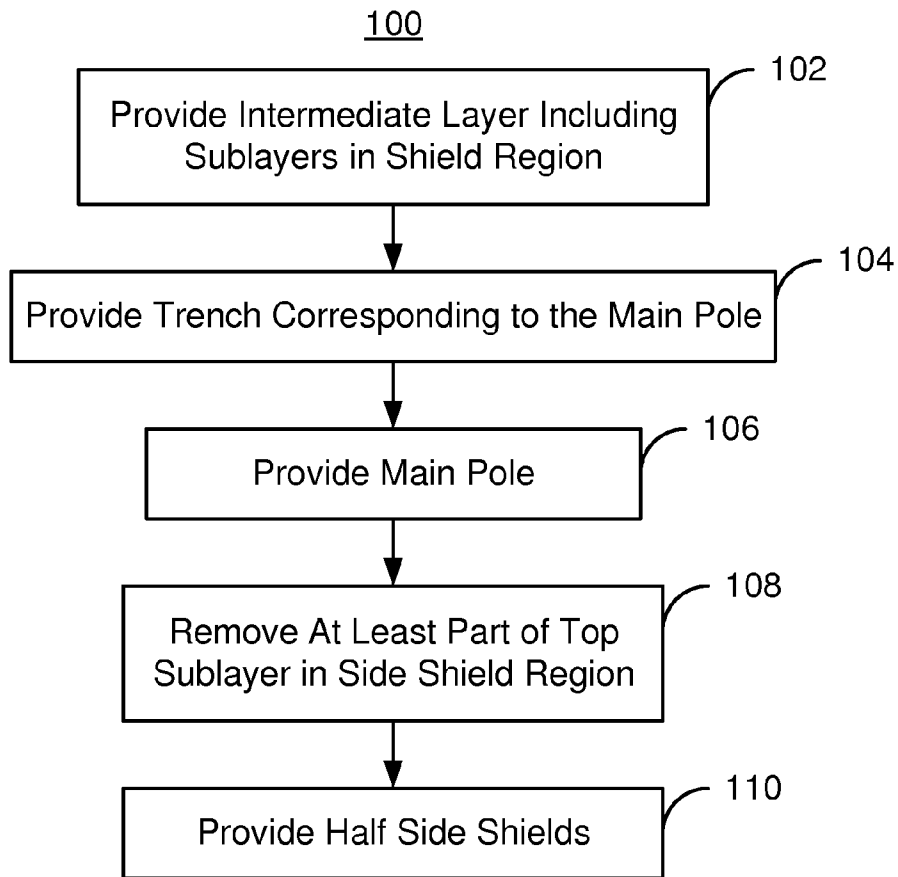 100
102
Provide Intermediate Layer Including
Sublayers in Shield Region
104
Provide Trench Corresponding to the Main Pole
106
Provide Main Pole
108
Remove At Least Part of Top
Sublayer in Side Shield Region
110
Provide Half Side Shields